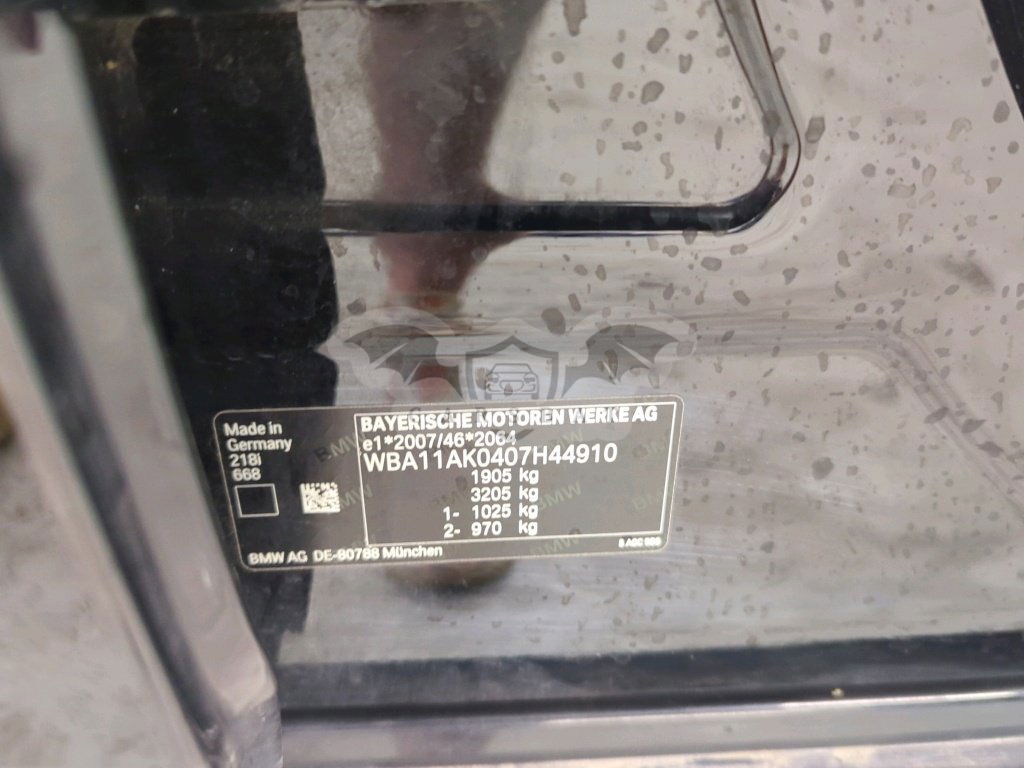 Made in
Germany
218i
668
BAYERISCHE MOTOREN WERKE AG
e1*2007/46*2064
WBA11AK0407H44910
1905 kg
3205 kg
1- 1025 kg
2- 970 kg
BMW AG DE-80788 München